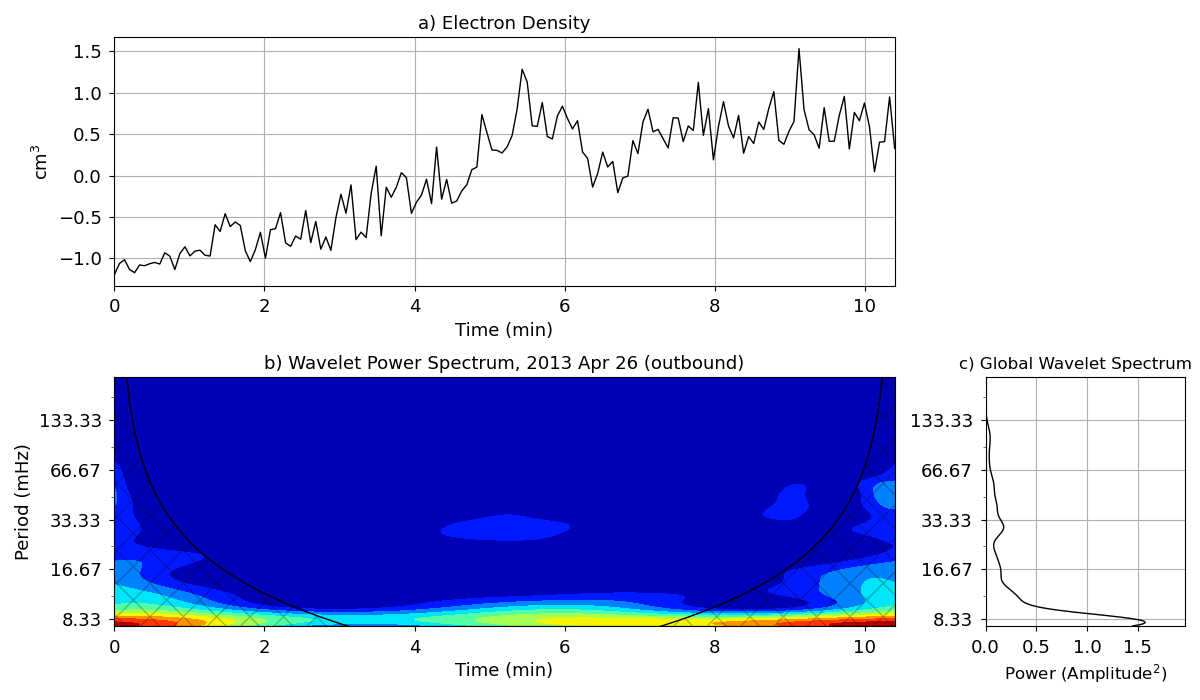 a) Electron Density
1.5
1.0
0.5
0.0
−0.5
−1.0
cm³
0 2 4 6 8 10
Time (min)
b) Wavelet Power Spectrum, 2013 Apr 26 (outbound)
133.33
66.67
33.33
16.67
8.33
Period (mHz)
0 2 4 6 8 10
Time (min)
c) Global Wavelet Spectrum
133.33
66.67
33.33
16.67
8.33
0.0 0.5 1.0 1.5
Power (Amplitude²)